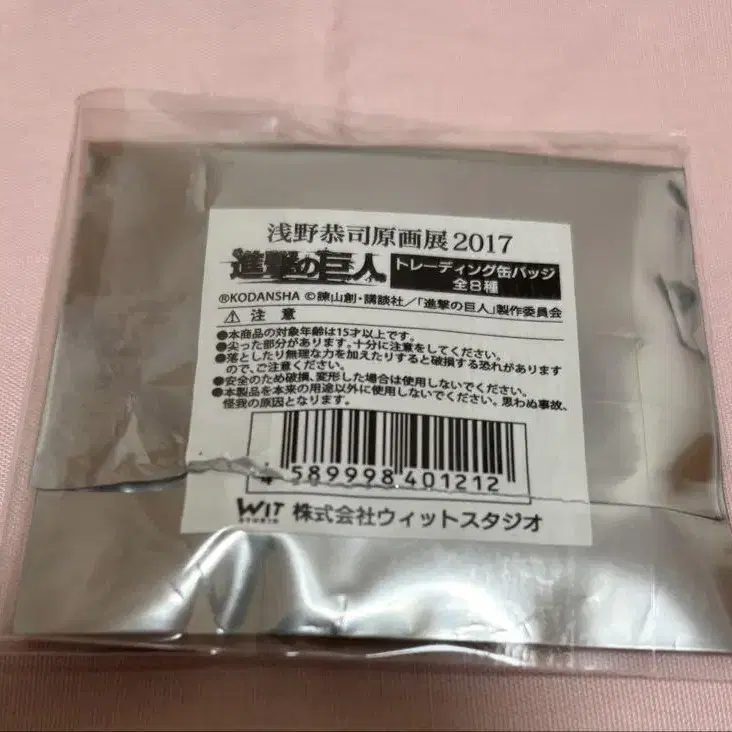 浅野恭司原画展2017
進撃の巨人 トレーディング缶バッジ
全8種
®KODANSHA ©諫山創・講談社/「進撃の巨人」製作委員会
⚠ 注 意
●本商品の対象年齢は15才以上です。
●尖った部分があります。十分に注意をしてください。
●落としたり無理な力を加えたりすると破損する恐れがあります
ので、ご注意ください。
●安全のため破損、変形した場合は使用しないでください。
●本製品を本来の用途以外に使用しないでください。思わぬ事故、
怪我の原因となります。
4 589998 401212
WIT STUDIO 株式会社ウィットスタジオ